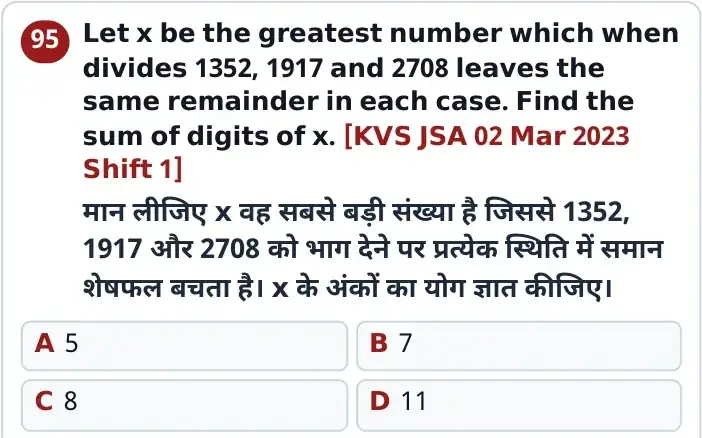 95 Let x be the greatest number which when
divides 1352, 1917 and 2708 leaves the
same remainder in each case. Find the
sum of digits of x. [KVS JSA 02 Mar 2023
Shift 1]
मान लीजिए x वह सबसे बड़ी संख्या है जिससे 1352,
1917 और 2708 को भाग देने पर प्रत्येक स्थिति में समान
शेषफल बचता है। x के अंकों का योग ज्ञात कीजिए।
A 5
B 7
C 8
D 11